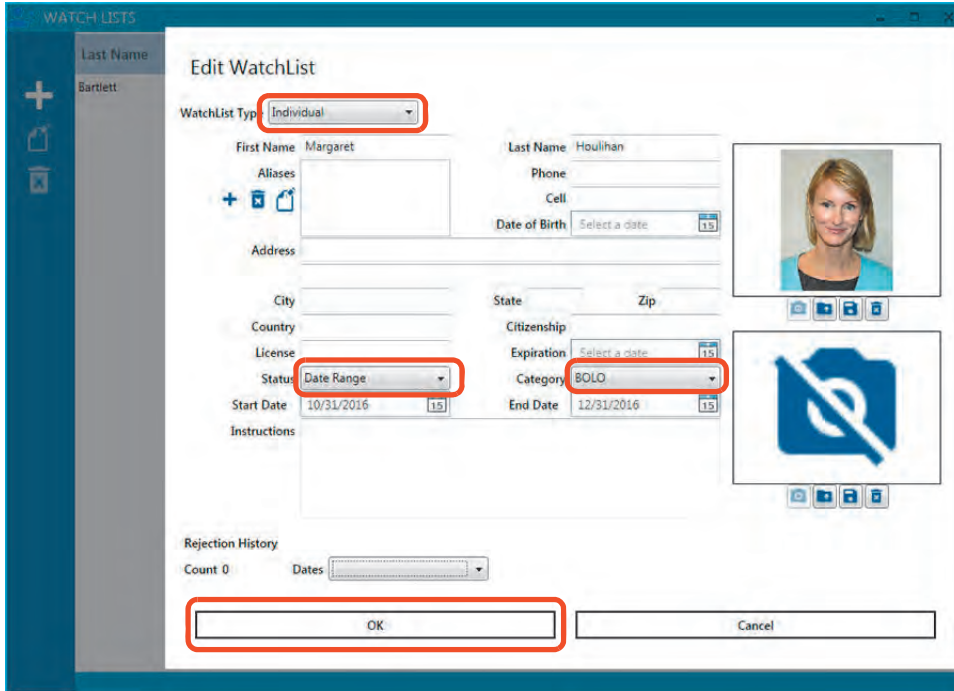 WATCH LISTS
Last Name
Bartlett
Edit WatchList
WatchList Type Individual
First Name Margaret Last Name Houlihan
Aliases Phone
Cell
Date of Birth Select a date 15
Address
City State Zip
Country Citizenship
License Expiration Select a date 15
Status Date Range Category BOLO
Start Date 10/31/2016 15 End Date 12/31/2016 15
Instructions
Rejection History
Count 0 Dates
OK Cancel